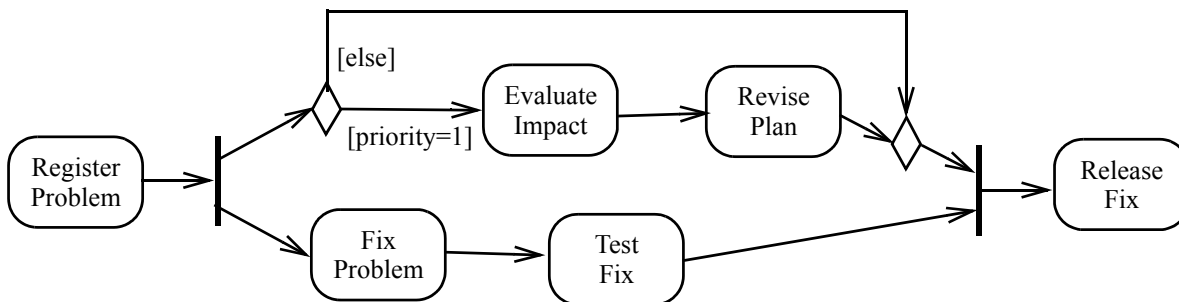 [else]
[priority=1]
Evaluate
Impact
Revise
Plan
Register
Problem
Release
Fix
Fix
Problem
Test
Fix